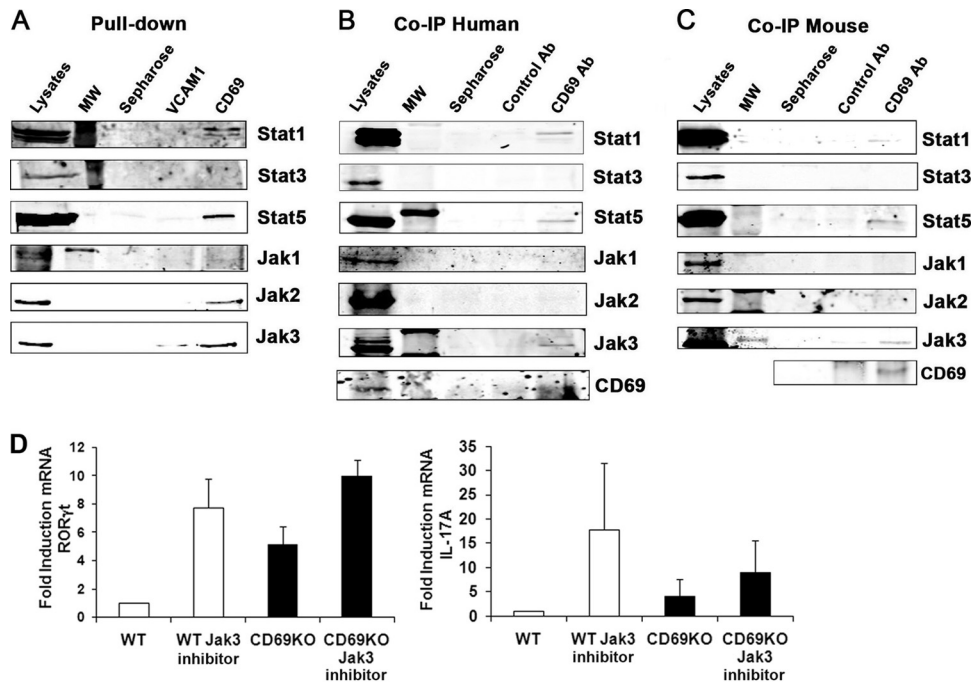 A
Pull-down
Lysates
MW
Sepharose
VCAM1
CD69
Stat1
Stat3
Stat5
Jak1
Jak2
Jak3
B
Co-IP Human
Lysates
MW
Sepharose
Control Ab
CD69 Ab
Stat1
Stat3
Stat5
Jak1
Jak2
Jak3
CD69
C
Co-IP Mouse
Lysates
MW
Sepharose
Control Ab
CD69 Ab
Stat1
Stat3
Stat5
Jak1
Jak2
Jak3
CD69
D
Fold Induction mRNA
RORγt
12
10
8
6
4
2
0
WT
WT Jak3
inhibitor
CD69KO
CD69KO
Jak3
inhibitor
Fold Induction mRNA
IL-17A
35
30
25
20
15
10
5
0
WT
WT Jak3
inhibitor
CD69KO
CD69KO
Jak3
inhibitor